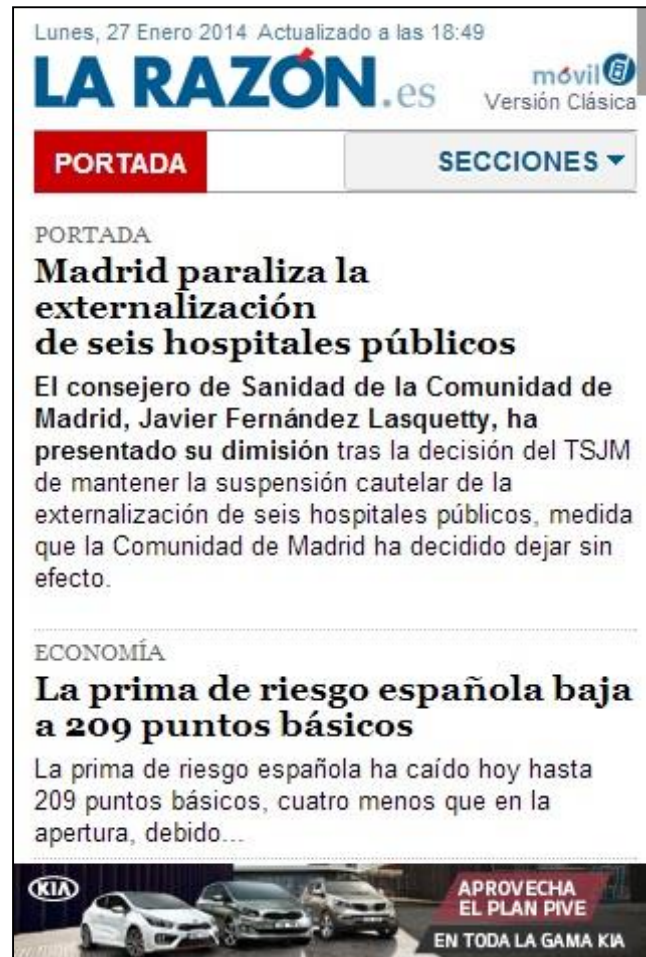 Lunes, 27 Enero 2014 Actualizado a las 18:49
LA RAZÓN.es
móvil
Versión Clásica
PORTADA
SECCIONES
PORTADA
Madrid paraliza la
externalización
de seis hospitales públicos
El consejero de Sanidad de la Comunidad de
Madrid, Javier Fernández Lasquetty, ha
presentado su dimisión tras la decisión del TSJM
de mantener la suspensión cautelar de la
externalización de seis hospitales públicos, medida
que la Comunidad de Madrid ha decidido dejar sin
efecto.
ECONOMÍA
La prima de riesgo española baja
a 209 puntos básicos
La prima de riesgo española ha caído hoy hasta
209 puntos básicos, cuatro menos que en la
apertura, debido...
KIA
APROVECHA
EL PLAN PIVE
EN TODA LA GAMA KIA